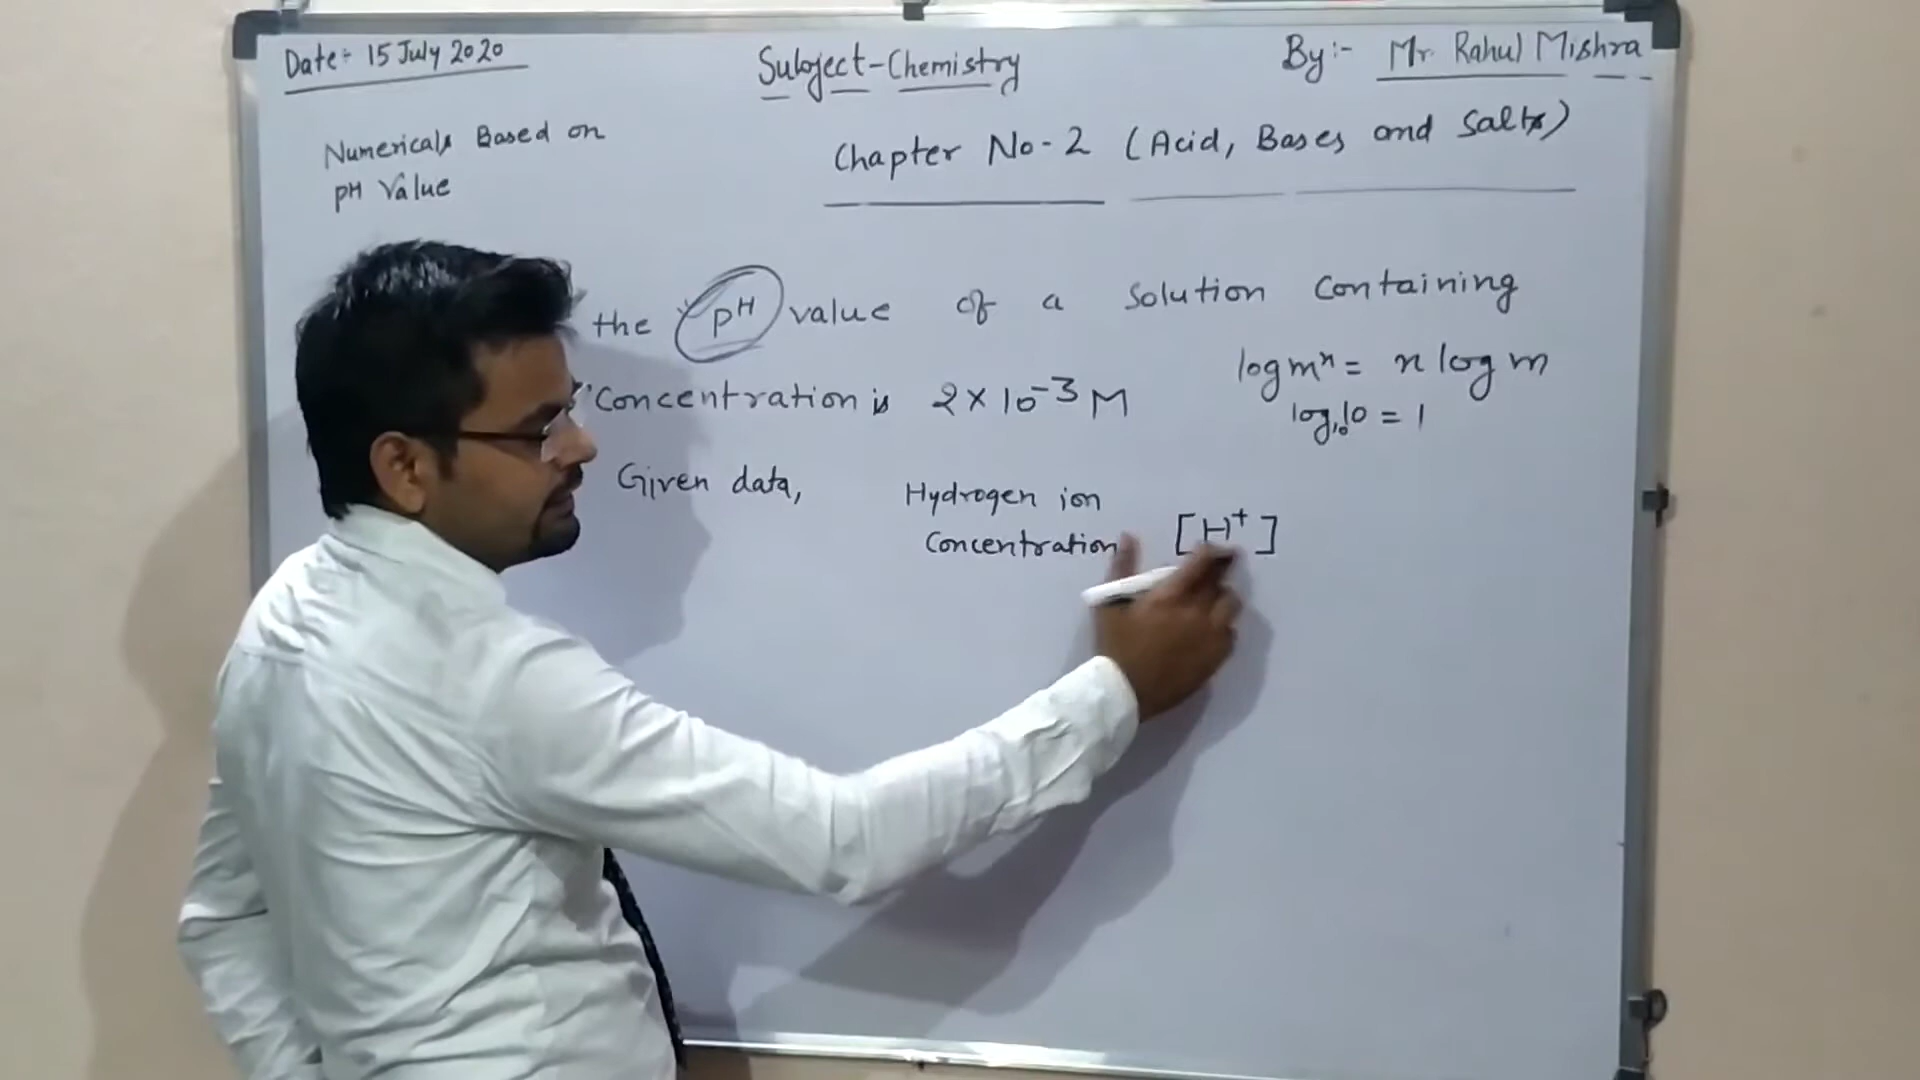 Date:- 15 July 2020
Subject-Chemistry
By:- Mr. Rahul Mishra
Numericals Based on
pH Value
Chapter No-2 (Acid, Bases and Salts)
the pH value of a solution containing
Concentration is 2×10⁻³ M
log mⁿ = n log m
log₁₀10 = 1
Given data,
Hydrogen ion
Concentration [H⁺]